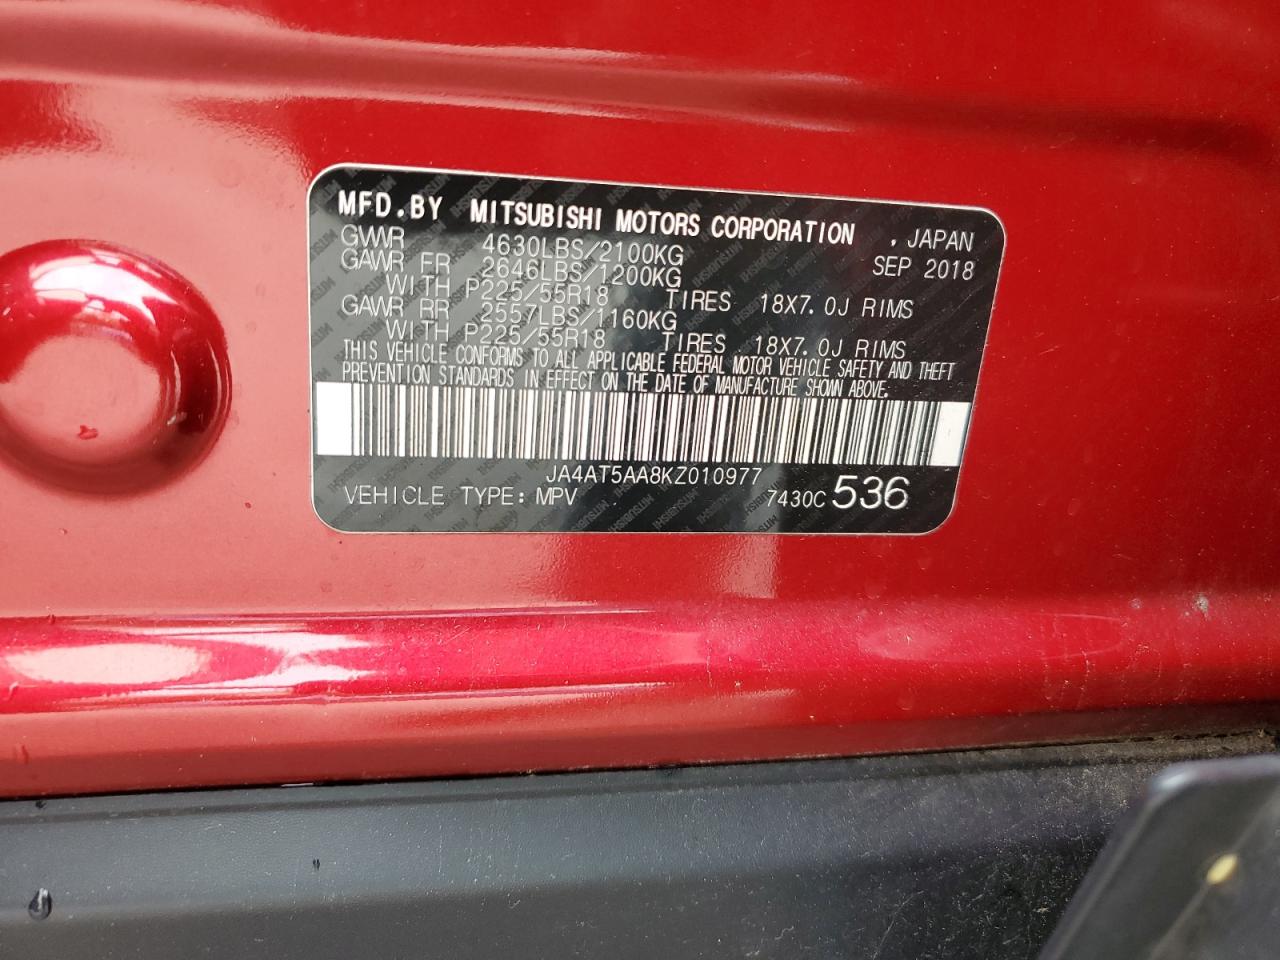 MFD.BY MITSUBISHI MOTORS CORPORATION , JAPAN
GVWR 4630LBS/2100KG SEP 2018
GAWR FR 2646LBS/1200KG
WITH P225/55R18 TIRES 18X7.0J RIMS
GAWR RR 2557LBS/1160KG
WITH P225/55R18 TIRES 18X7.0J RIMS
THIS VEHICLE CONFORMS TO ALL APPLICABLE FEDERAL MOTOR VEHICLE SAFETY AND THEFT
PREVENTION STANDARDS IN EFFECT ON THE DATE OF MANUFACTURE SHOWN ABOVE.
JA4AT5AA8KZ010977
VEHICLE TYPE: MPV 7430C 536